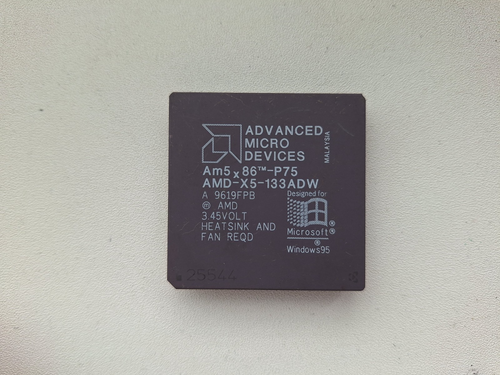 ADVANCED
MICRO
DEVICES
MALAYSIA
Am5x86™-P75
AMD-X5-133ADW
A 9619FPB
Ⓜ AMD
3.45VOLT
HEATSINK AND
FAN REQD
Designed for
Microsoft®
®
Windows95
25844